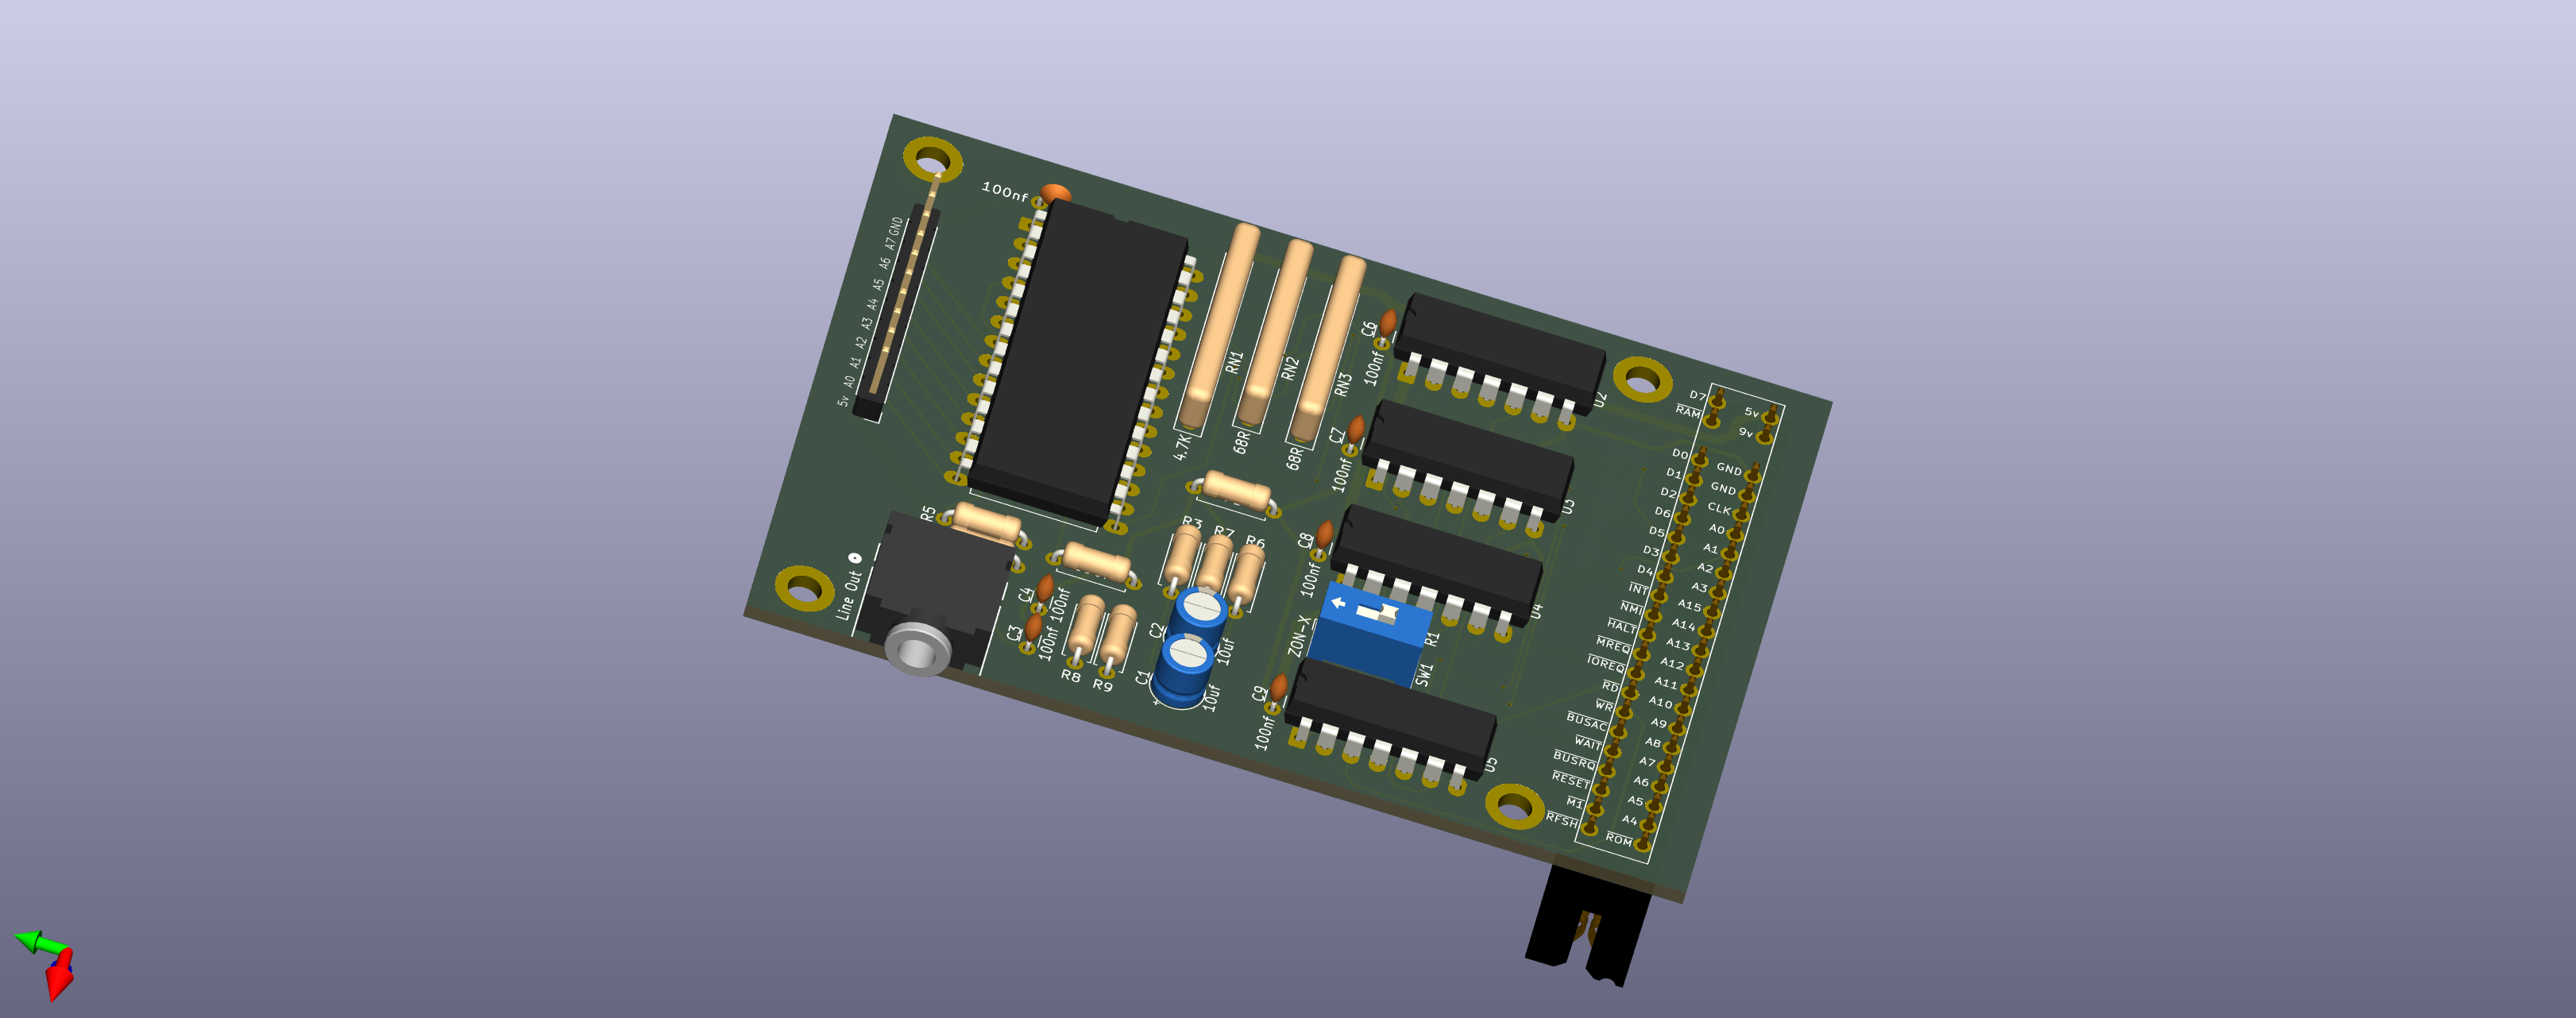 100nf
5v A0 A1 A2 A3 A4 A5 A6 A7 GND
RN1
4.7K
RN2
68R
RN3
68R
C6
100nf
U2
C7
100nf
U3
C8
100nf
U4
ZON-X
R1
SW1
C9
100nf
U5
R5
Line Out
C4
100nf
C3
100nf
R8
R9
R3
R7
R6
C2
10uf
C1
+
10uf
D7
RAM
D0
D1
D2
D6
D5
D3
D4
INT
NMI
HALT
MREQ
IOREQ
RD
WR
BUSAC
WAIT
BUSRQ
RESET
M1
RFSH
5v
9v
GND
GND
CLK
A0
A1
A2
A3
A15
A14
A13
A12
A11
A10
A9
A8
A7
A6
A5
A4
ROM